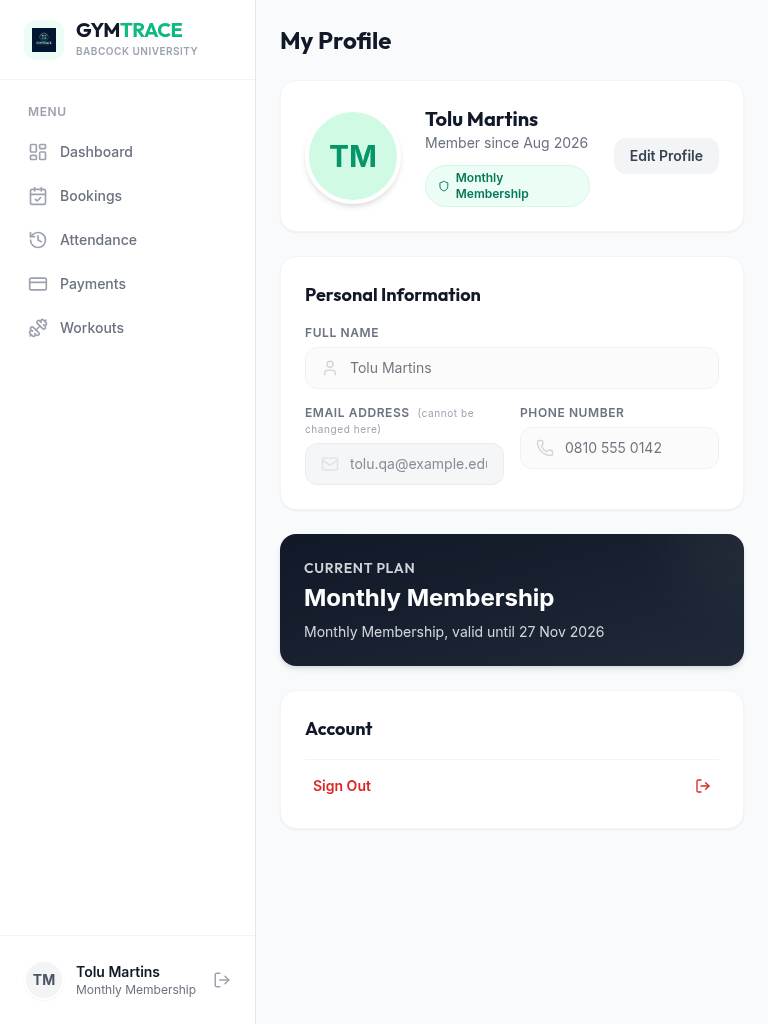 GYMTRACE
BABCOCK UNIVERSITY
MENU
Dashboard
Bookings
Attendance
Payments
Workouts
TM
Tolu Martins
Monthly Membership
My Profile
TM
Tolu Martins
Member since Aug 2026
Monthly
Membership
Edit Profile
Personal Information
FULL NAME
Tolu Martins
EMAIL ADDRESS (cannot be
changed here)
tolu.qa@example.edu
PHONE NUMBER
0810 555 0142
CURRENT PLAN
Monthly Membership
Monthly Membership, valid until 27 Nov 2026
Account
Sign Out